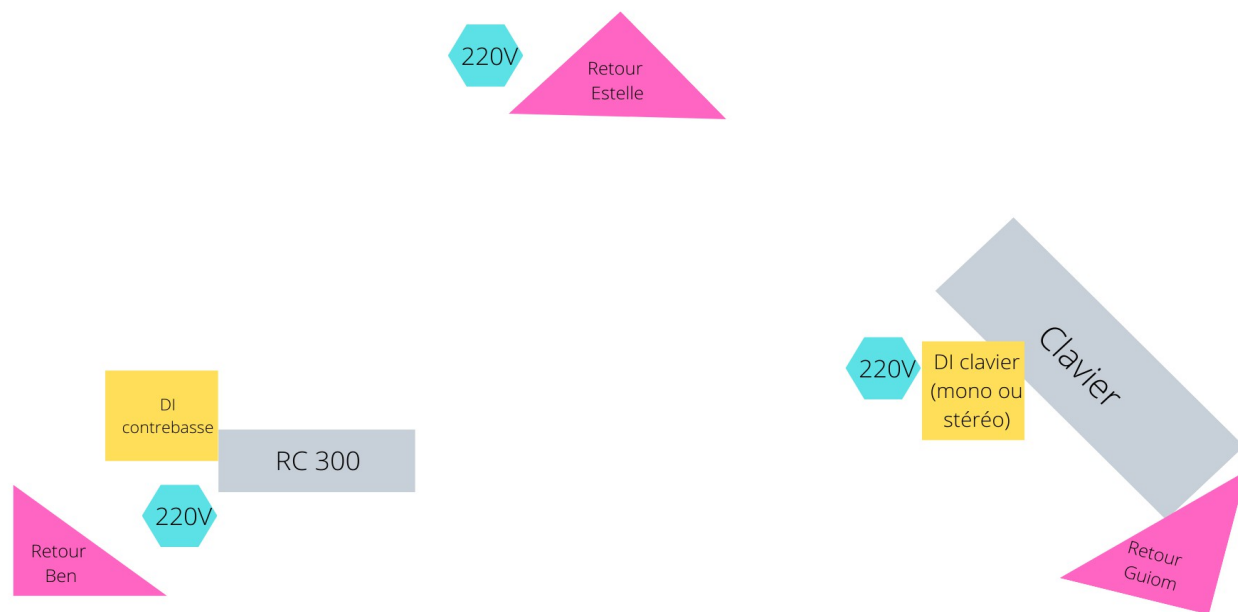 220V
Retour
Estelle
Clavier
220V
DI clavier
(mono ou
stéréo)
DI
contrebasse
RC 300
220V
Retour
Ben
Retour
Guiom